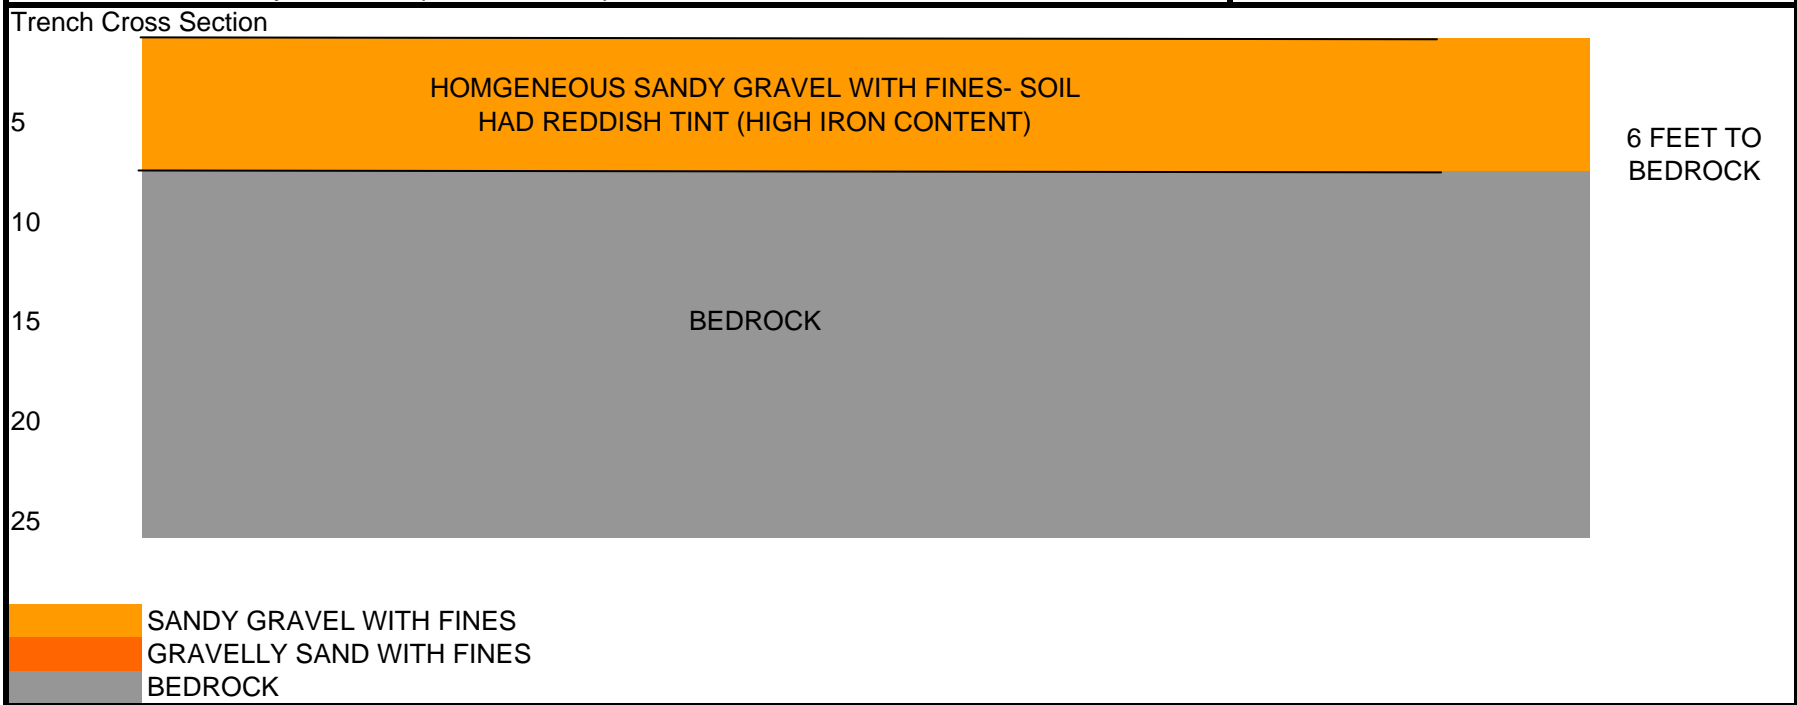 Trench Cross Section
HOMGENEOUS SANDY GRAVEL WITH FINES- SOIL
HAD REDDISH TINT (HIGH IRON CONTENT)
5
6 FEET TO
BEDROCK
10
15
BEDROCK
20
25
SANDY GRAVEL WITH FINES
GRAVELLY SAND WITH FINES
BEDROCK